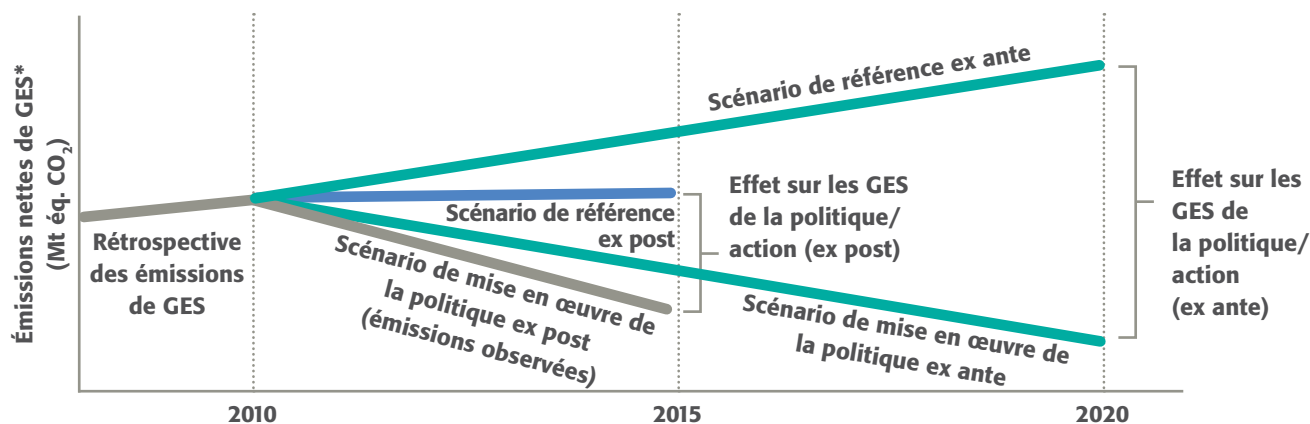 Émissions nettes de GES*
(Mt éq. CO₂)
Rétrospective
des émissions
de GES
Scénario de référence ex ante
Scénario de référence
ex post
Scénario de mise en œuvre de
la politique ex post
(émissions observées)
Effet sur les GES
de la politique/
action (ex post)
Scénario de mise en œuvre de
la politique ex ante
Effet sur les
GES de
la politique/
action
(ex ante)
2010
2015
2020